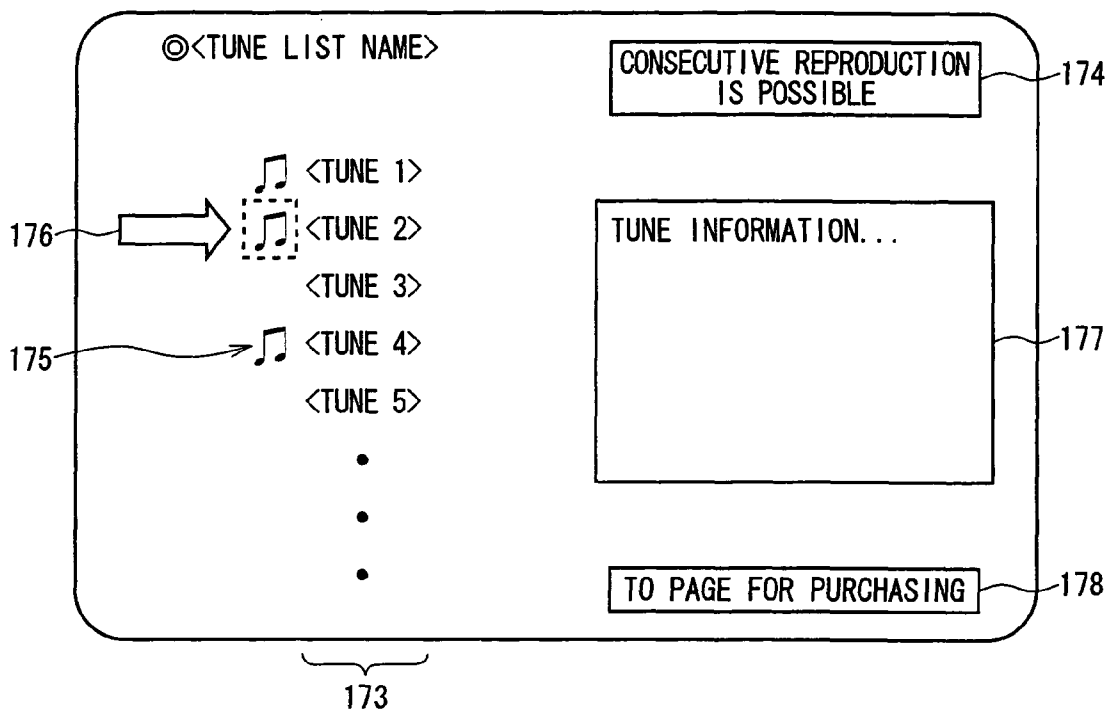 ◎<TUNE LIST NAME>
CONSECUTIVE REPRODUCTION
IS POSSIBLE
174
<TUNE 1>
176
<TUNE 2>
TUNE INFORMATION...
<TUNE 3>
175
<TUNE 4>
177
<TUNE 5>
TO PAGE FOR PURCHASING
178
173